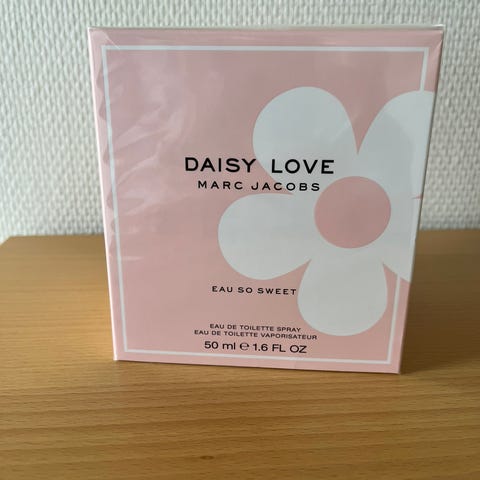 DAISY LOVE
MARC JACOBS
EAU SO SWEET
EAU DE TOILETTE SPRAY
EAU DE TOILETTE VAPORISATEUR
50 ml ℮ 1.6 FL OZ